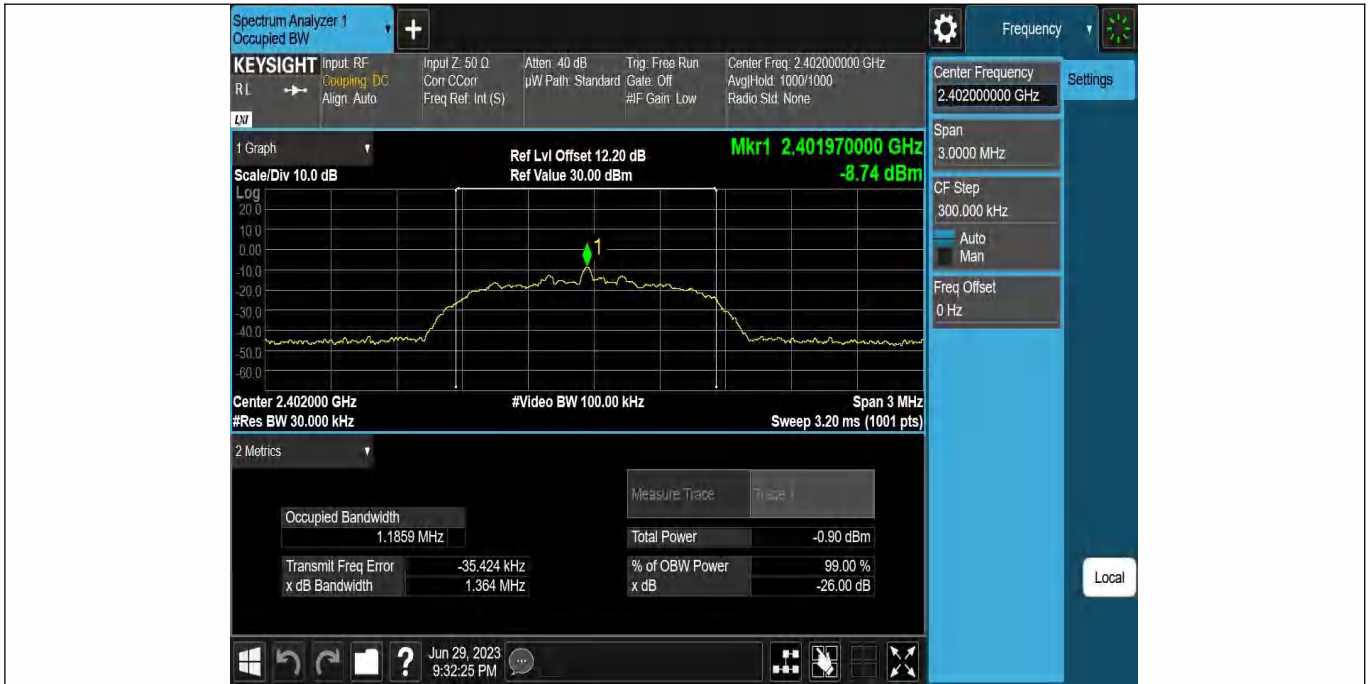 Spectrum Analyzer 1
Occupied BW
+
Frequency
KEYSIGHT
R L
LXI
Input: RF
Coupling: DC
Align: Auto
Input Z: 50 Ω
Corr CCorr
Freq Ref: Int (S)
Atten: 40 dB
µW Path: Standard
Trig: Free Run
Gate: Off
#IF Gain: Low
Center Freq: 2.402000000 GHz
Avg|Hold: 1000/1000
Radio Std: None
Center Frequency
2.402000000 GHz
Settings
Span
3.0000 MHz
CF Step
300.000 kHz
Auto
Man
Freq Offset
0 Hz
1 Graph
Scale/Div 10.0 dB
Ref Lvl Offset 12.20 dB
Ref Value 30.00 dBm
Mkr1 2.401970000 GHz
-8.74 dBm
Log
20.0
10.0
0.00
-10.0
-20.0
-30.0
-40.0
-50.0
-60.0
1
Center 2.402000 GHz
#Video BW 100.00 kHz
Span 3 MHz
#Res BW 30.000 kHz
Sweep 3.20 ms (1001 pts)
2 Metrics
Measure Trace
Trace 1
Occupied Bandwidth
1.1859 MHz
Total Power
-0.90 dBm
Transmit Freq Error
-35.424 kHz
% of OBW Power
99.00 %
x dB Bandwidth
1.364 MHz
x dB
-26.00 dB
Local
?
Jun 29, 2023
9:32:25 PM